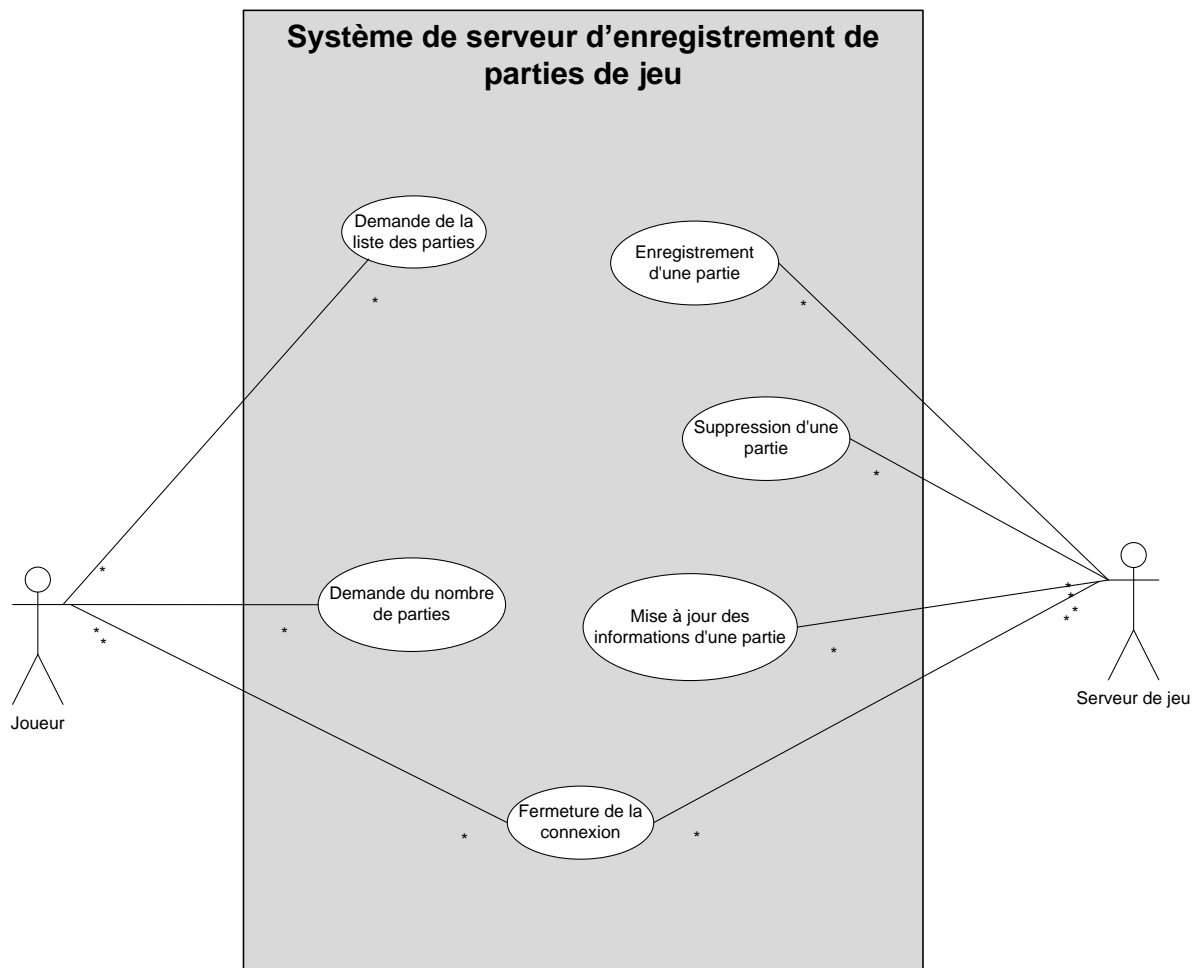 Système de serveur d’enregistrement de
parties de jeu
Demande de la
liste des parties
*
Enregistrement
d'une partie
*
Suppression d'une
partie
*
*
Demande du nombre
de parties
*
*
*
Mise à jour des
informations d'une partie
*
*
*
*
*
Joueur
Serveur de jeu
Fermeture de la
connexion
*
*